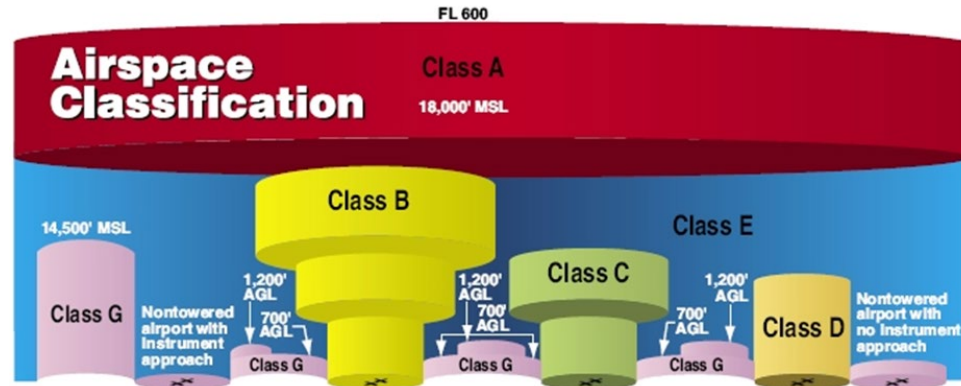 FL 600
Airspace
Classification
Class A
18,000' MSL
Class B
14,500' MSL
Class E
Class C
1,200'
AGL
1,200'
AGL
1,200'
AGL
Class G
Nontowered
airport with
Instrument
approach
700'
AGL
700'
AGL
700'
AGL
Class D
Nontowered
airport with
no Instrument
approach
Class G
Class G
Class G